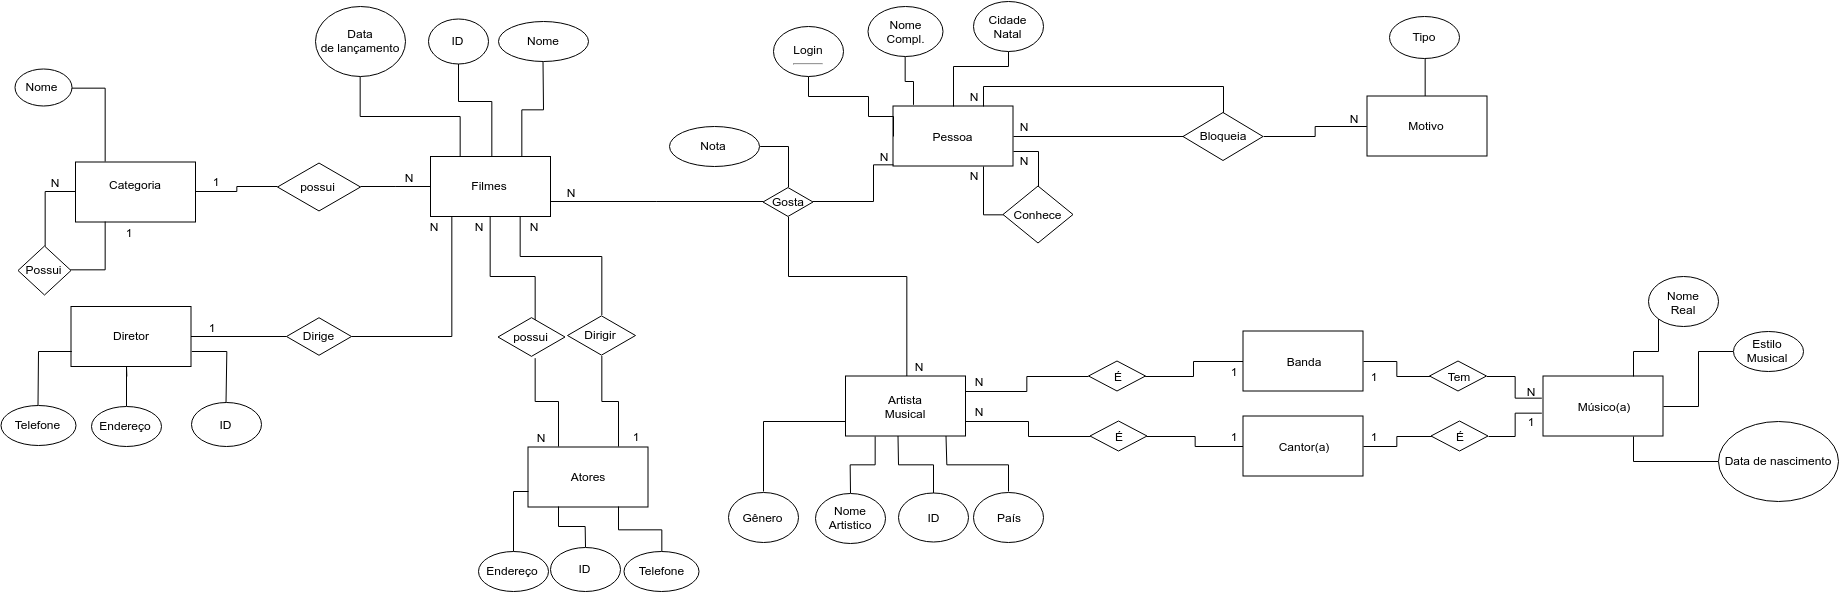 Data
de lançamento
ID
Nome
Login
Nome
Compl.
Cidade
Natal
Tipo
Nome
N
N
N
N
Bloqueia
Motivo
Pessoa
Nota
N
N
N
Conhece
Categoria
N
1
possui
N
Filmes
N
Gosta
1
Possui
N
N
N
Diretor
1
Dirige
possui
Dirigir
Telefone
Endereço
ID
N
1
Atores
Endereço
ID
Telefone
N
Artista
Musical
N
É
1
Banda
1
Tem
N
N
É
1
Cantor(a)
1
É
1
Músico(a)
Nome
Real
Estilo
Musical
Data de nascimento
Gênero
Nome
Artistico
ID
País